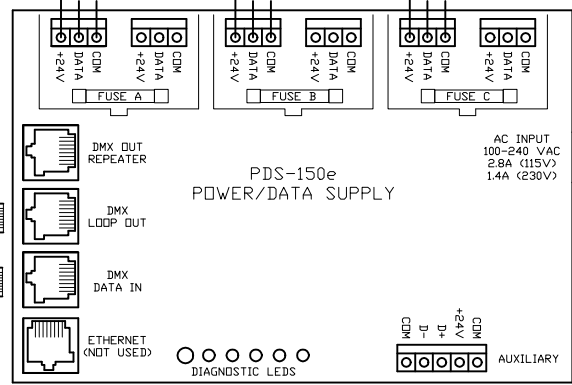 +24V DATA COM +24V DATA COM +24V DATA COM +24V DATA COM +24V DATA COM +24V DATA COM
FUSE A FUSE B FUSE C
DMX OUT
REPEATER
AC INPUT
100-240 VAC
2.8A (115V)
1.4A (230V)
PDS-150e
POWER/DATA SUPPLY
DMX
LOOP OUT
DMX
DATA IN
ETHERNET
(NOT USED)
DIAGNOSTIC LEDS
COM D- D+ +24V COM
AUXILIARY